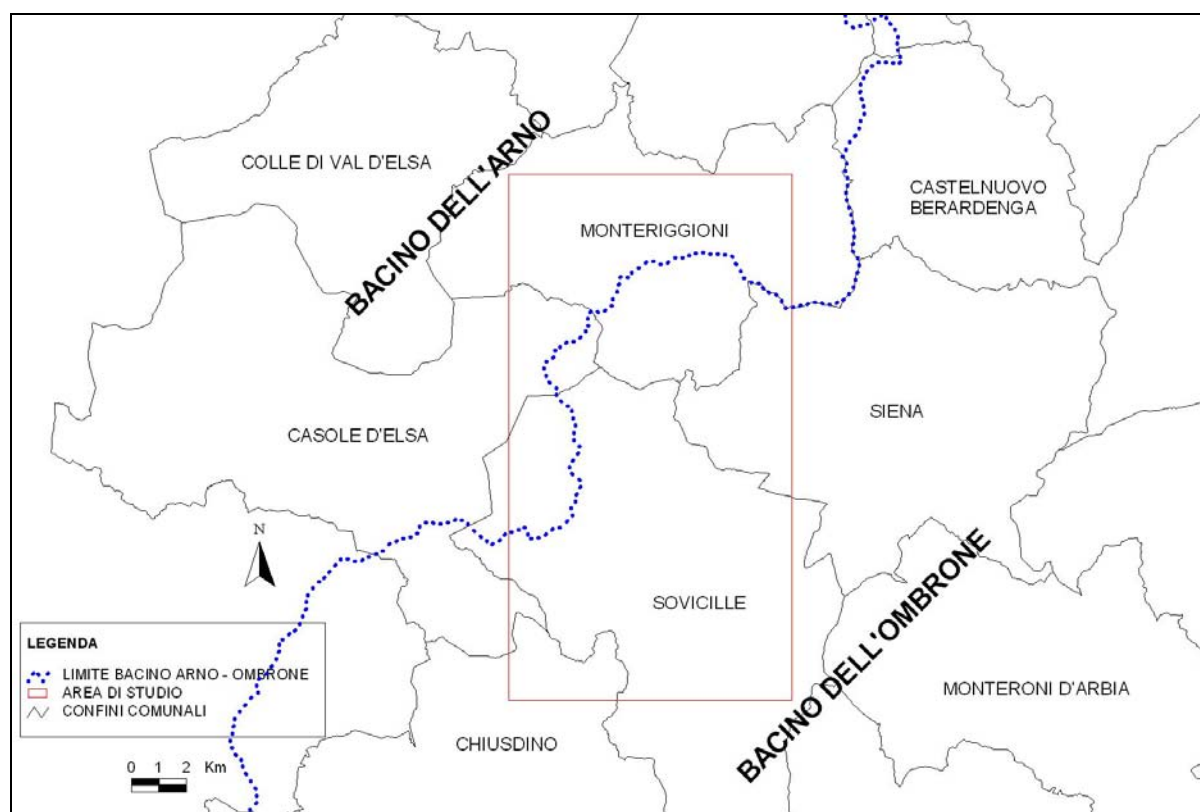 COLLE DI VAL D'ELSA
BACINO DELL'ARNO
CASTELNUOVO
BERARDENGA
MONTERIGGIONI
CASOLE D'ELSA
SIENA
N
SOVICILLE
BACINO DELL'OMBRONE
MONTERONI D'ARBIA
CHIUSDINO
LEGENDA
LIMITE BACINO ARNO - OMBRONE
AREA DI STUDIO
CONFINI COMUNALI
0 1 2 Km